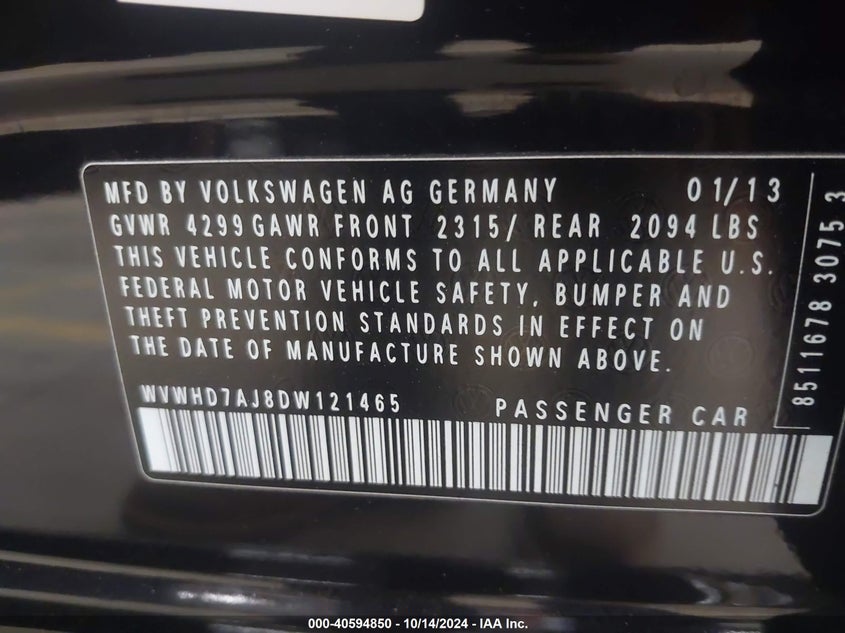 MFD BY VOLKSWAGEN AG GERMANY 01/13
GVWR 4299 GAWR FRONT 2315/ REAR 2094 LBS
THIS VEHICLE CONFORMS TO ALL APPLICABLE U.S.
FEDERAL MOTOR VEHICLE SAFETY, BUMPER AND
THEFT PREVENTION STANDARDS IN EFFECT ON
THE DATE OF MANUFACTURE SHOWN ABOVE.
WVWHD7AJ8DW121465 PASSENGER CAR
8511678 3075 3
000-40594850 - 10/14/2024 - IAA Inc.